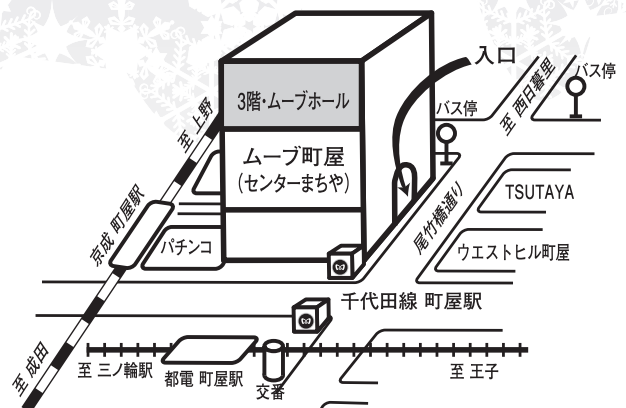 入口
バス停
至 西日暮里
バス停
3階・ムーブホール
至 上野
ムーブ町屋
(センターまちや)
TSUTAYA
尾竹橋通り
京成 町屋駅
パチンコ
ウエストヒル町屋
千代田線 町屋駅
至 成田
至 三ノ輪駅
都電 町屋駅
交番
至 王子